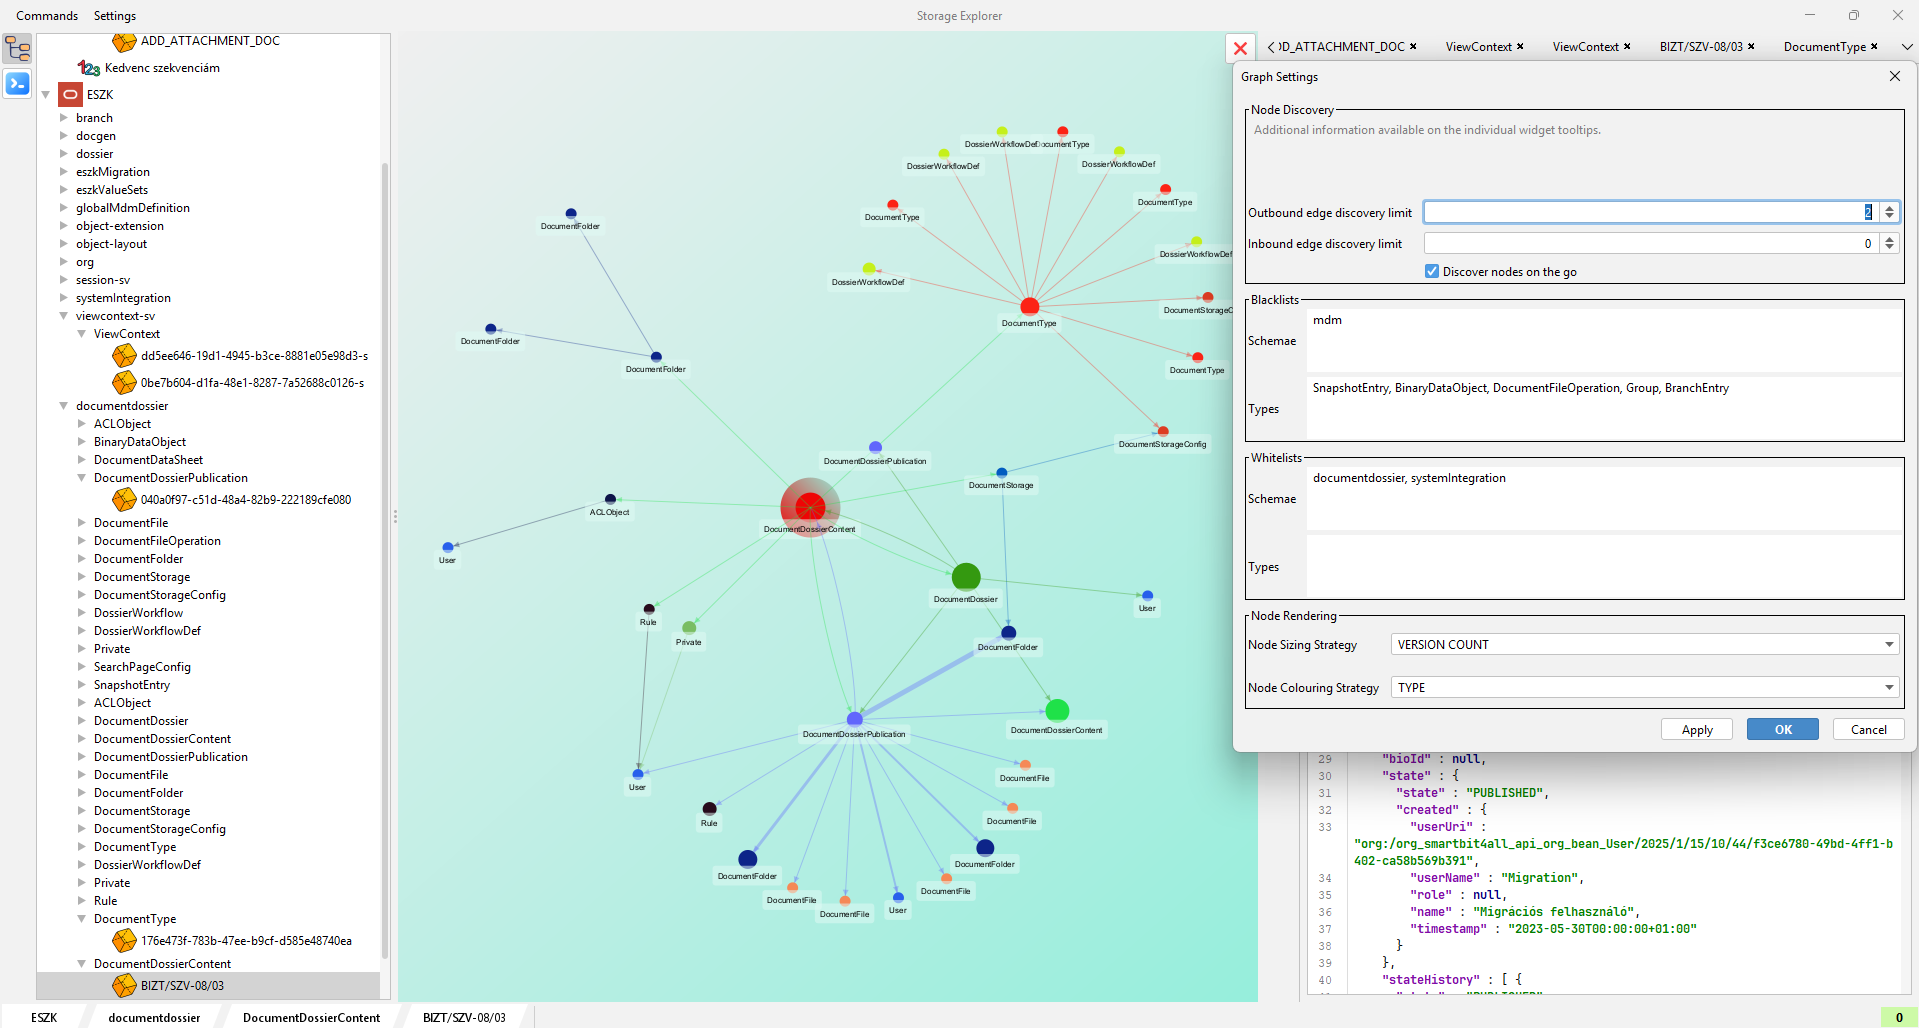 Commands Settings
Storage Explorer
ADD_ATTACHMENT_DOC
Kedvenc szekvenciám
ESZK
branch
docgen
dossier
eszkMigration
eszkValueSets
globalMdmDefinition
object-extension
object-layout
org
session-sv
systemIntegration
viewcontext-sv
ViewContext
dd5ee646-19d1-4945-b3ce-8881e05e98d3-s
0be7b604-d1fa-48e1-8287-7a52688c0126-s
documentdossier
ACLObject
BinaryDataObject
DocumentDataSheet
DocumentDossierPublication
040a0f97-c51d-48a4-82b9-222189cfe080
DocumentFile
DocumentFileOperation
DocumentFolder
DocumentStorage
DocumentStorageConfig
DossierWorkflow
DossierWorkflowDef
Private
SearchPageConfig
SnapshotEntry
ACLObject
DocumentDossier
DocumentDossierContent
DocumentDossierPublication
DocumentFile
DocumentFolder
DocumentStorage
DocumentStorageConfig
DocumentType
DossierWorkflowDef
Private
Rule
DocumentType
176e473f-783b-47ee-b9cf-d585e48740ea
DocumentDossierContent
BIZT/SZV-08/03
DossierWorkflowDef
DocumentType
DossierWorkflowDef
DossierWorkflowDef
DocumentType
DocumentType
DocumentFolder
DossierWorkflowDef
DossierWorkflowDef
DocumentStorageC
DocumentType
DocumentFolder
DocumentFolder
DocumentType
DocumentStorageConfig
DocumentDossierPublication
DocumentStorage
ACLObject
DocumentDossierContent
User
DocumentDossier
User
Rule
Private
DocumentFolder
DocumentDossierPublication
DocumentDossierContent
User
DocumentFile
Rule
DocumentFile
DocumentFolder
DocumentFolder
DocumentFile
DocumentFile
DocumentFile
User
D_ATTACHMENT_DOC ViewContext ViewContext BIZT/SZV-08/03 DocumentType
Graph Settings
Node Discovery
Additional information available on the individual widget tooltips.
Outbound edge discovery limit 2
Inbound edge discovery limit 0
Discover nodes on the go
Blacklists
Schemae mdm
Types SnapshotEntry, BinaryDataObject, DocumentFileOperation, Group, BranchEntry
Whitelists
Schemae documentdossier, systemIntegration
Types
Node Rendering
Node Sizing Strategy VERSION COUNT
Node Colouring Strategy TYPE
Apply OK Cancel
29 "bioId" : null,
30 "state" : {
31 "state" : "PUBLISHED",
32 "created" : {
33 "userUri" :
"org:/org_smartbit4all_api_org_bean_User/2025/1/15/10/44/f3ce6780-49bd-4ff1-b
402-ca58b569b391",
34 "userName" : "Migration",
35 "role" : null,
36 "name" : "Migrációs felhasználó",
37 "timestamp" : "2023-05-30T00:00:00+01:00"
38 }
39 },
40 "stateHistory" : [ {
ESZK documentdossier DocumentDossierContent BIZT/SZV-08/03
0